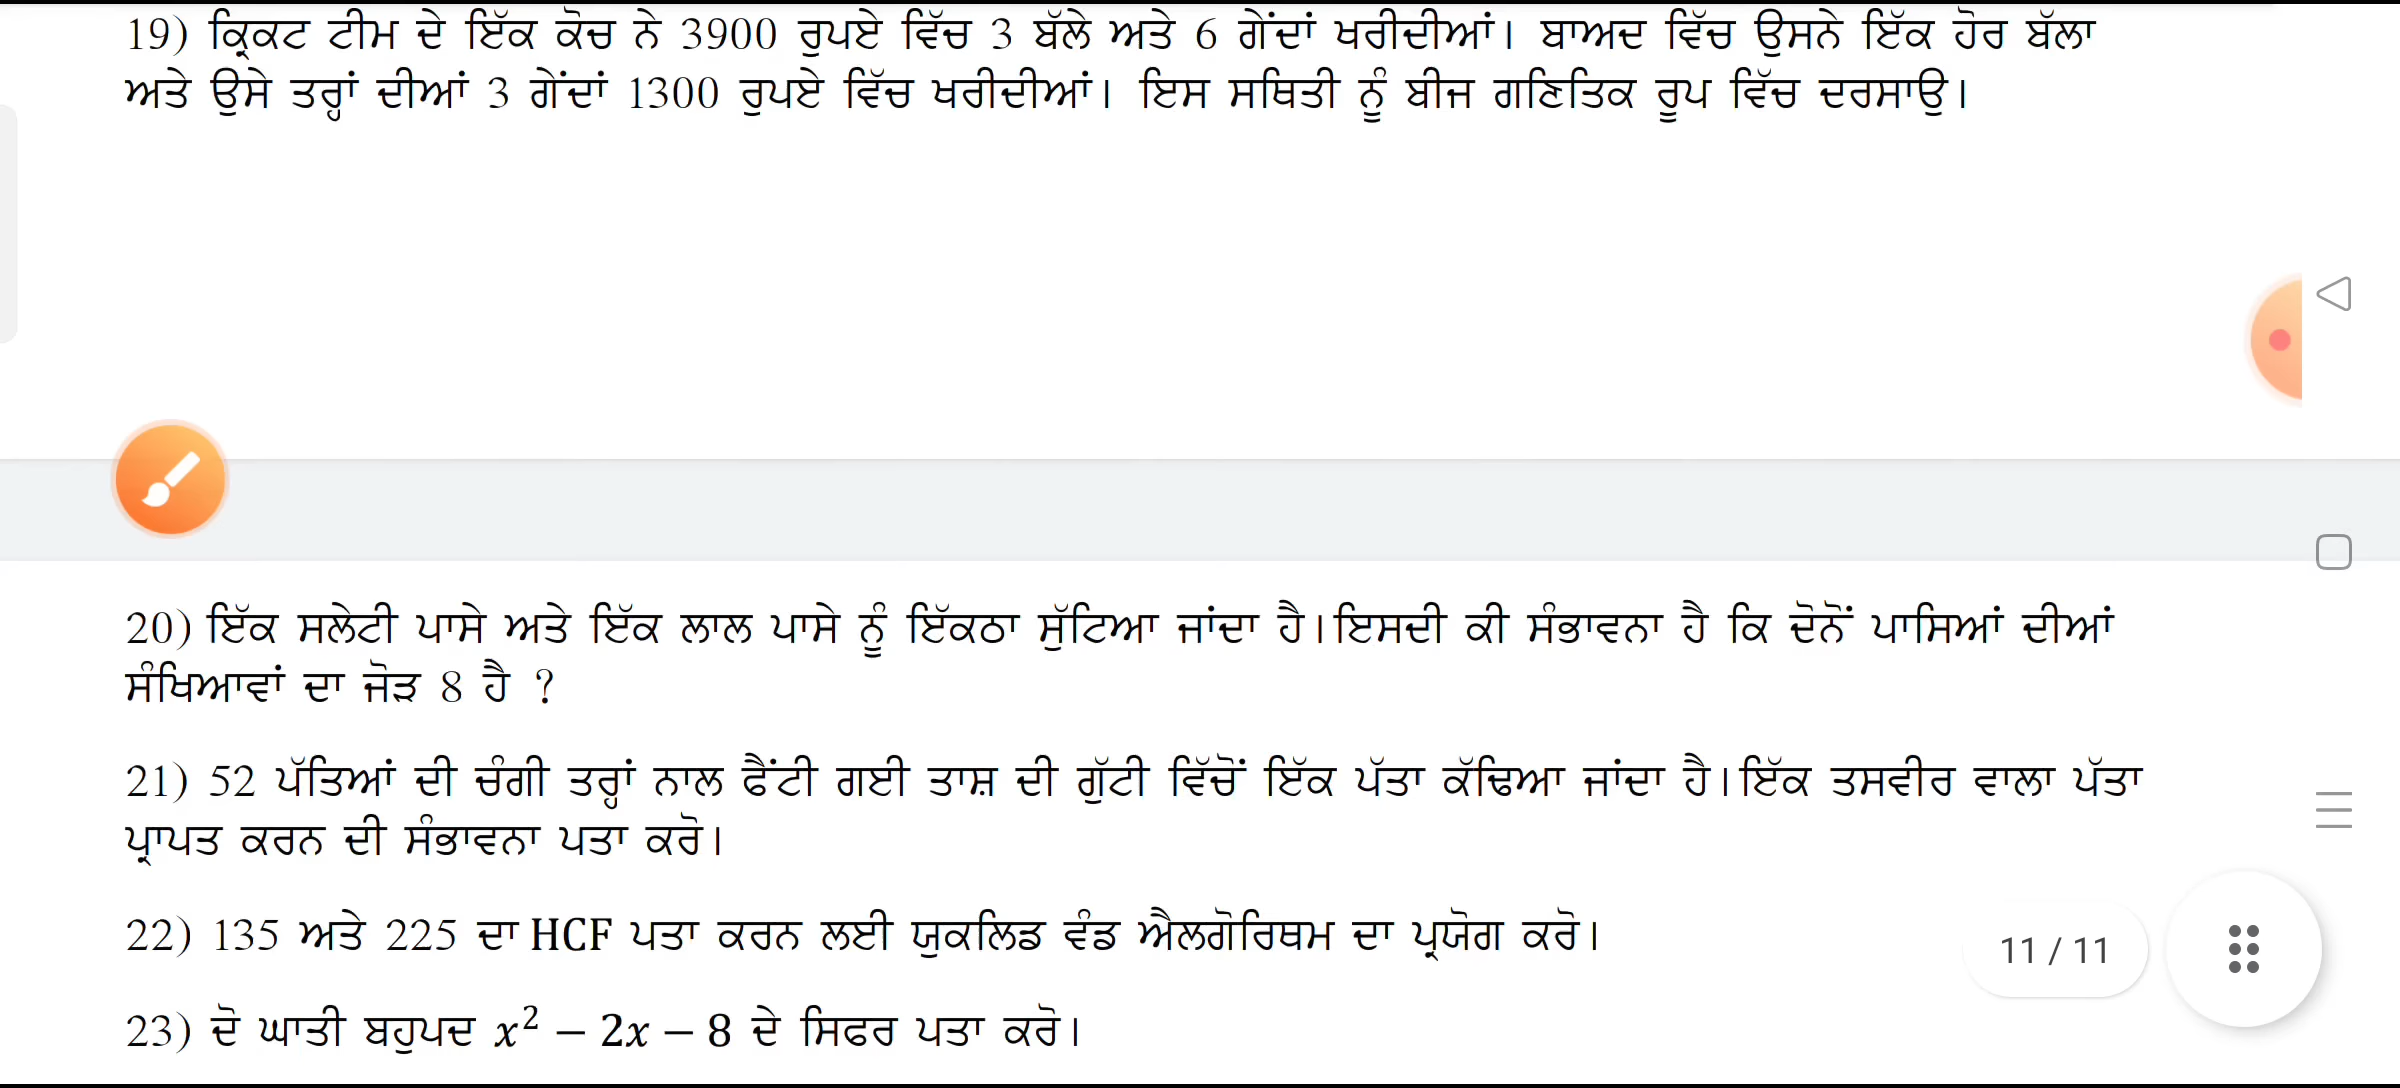 19) ਕ੍ਰਿਕਟ ਟੀਮ ਦੇ ਇੱਕ ਕੋਚ ਨੇ 3900 ਰੁਪਏ ਵਿੱਚ 3 ਬੱਲੇ ਅਤੇ 6 ਗੇਂਦਾਂ ਖਰੀਦੀਆਂ। ਬਾਅਦ ਵਿੱਚ ਉਸਨੇ ਇੱਕ ਹੋਰ ਬੱਲਾ
ਅਤੇ ਉਸੇ ਤਰ੍ਹਾਂ ਦੀਆਂ 3 ਗੇਂਦਾਂ 1300 ਰੁਪਏ ਵਿੱਚ ਖਰੀਦੀਆਂ। ਇਸ ਸਥਿਤੀ ਨੂੰ ਬੀਜ ਗਣਿਤਿਕ ਰੂਪ ਵਿੱਚ ਦਰਸਾਉ।
20) ਇੱਕ ਸਲੇਟੀ ਪਾਸੇ ਅਤੇ ਇੱਕ ਲਾਲ ਪਾਸੇ ਨੂੰ ਇੱਕਠਾ ਸੁੱਟਿਆ ਜਾਂਦਾ ਹੈ।ਇਸਦੀ ਕੀ ਸੰਭਾਵਨਾ ਹੈ ਕਿ ਦੋਨੋਂ ਪਾਸਿਆਂ ਦੀਆਂ
ਸੰਖਿਆਵਾਂ ਦਾ ਜੋੜ 8 ਹੈ ?
21) 52 ਪੱਤਿਆਂ ਦੀ ਚੰਗੀ ਤਰ੍ਹਾਂ ਨਾਲ ਫੈਂਟੀ ਗਈ ਤਾਸ਼ ਦੀ ਗੁੱਟੀ ਵਿੱਚੋਂ ਇੱਕ ਪੱਤਾ ਕੱਢਿਆ ਜਾਂਦਾ ਹੈ।ਇੱਕ ਤਸਵੀਰ ਵਾਲਾ ਪੱਤਾ
ਪ੍ਰਾਪਤ ਕਰਨ ਦੀ ਸੰਭਾਵਨਾ ਪਤਾ ਕਰੋ।
22) 135 ਅਤੇ 225 ਦਾ HCF ਪਤਾ ਕਰਨ ਲਈ ਯੁਕਲਿਡ ਵੰਡ ਐਲਗੋਰਿਥਮ ਦਾ ਪ੍ਰਯੋਗ ਕਰੋ।
11 / 11
23) ਦੋ ਘਾਤੀ ਬਹੁਪਦ x² − 2x − 8 ਦੇ ਸਿਫਰ ਪਤਾ ਕਰੋ।